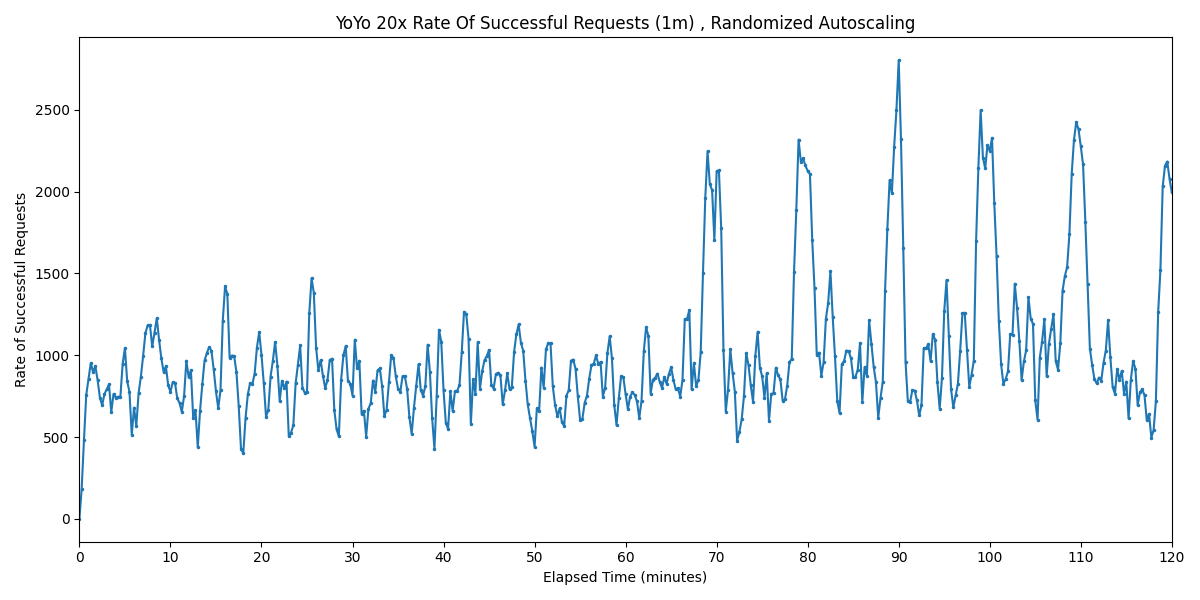 YoYo 20x Rate Of Successful Requests (1m) , Randomized Autoscaling
Rate of Successful Requests
2500
2000
1500
1000
500
0
0 10 20 30 40 50 60 70 80 90 100 110 120
Elapsed Time (minutes)